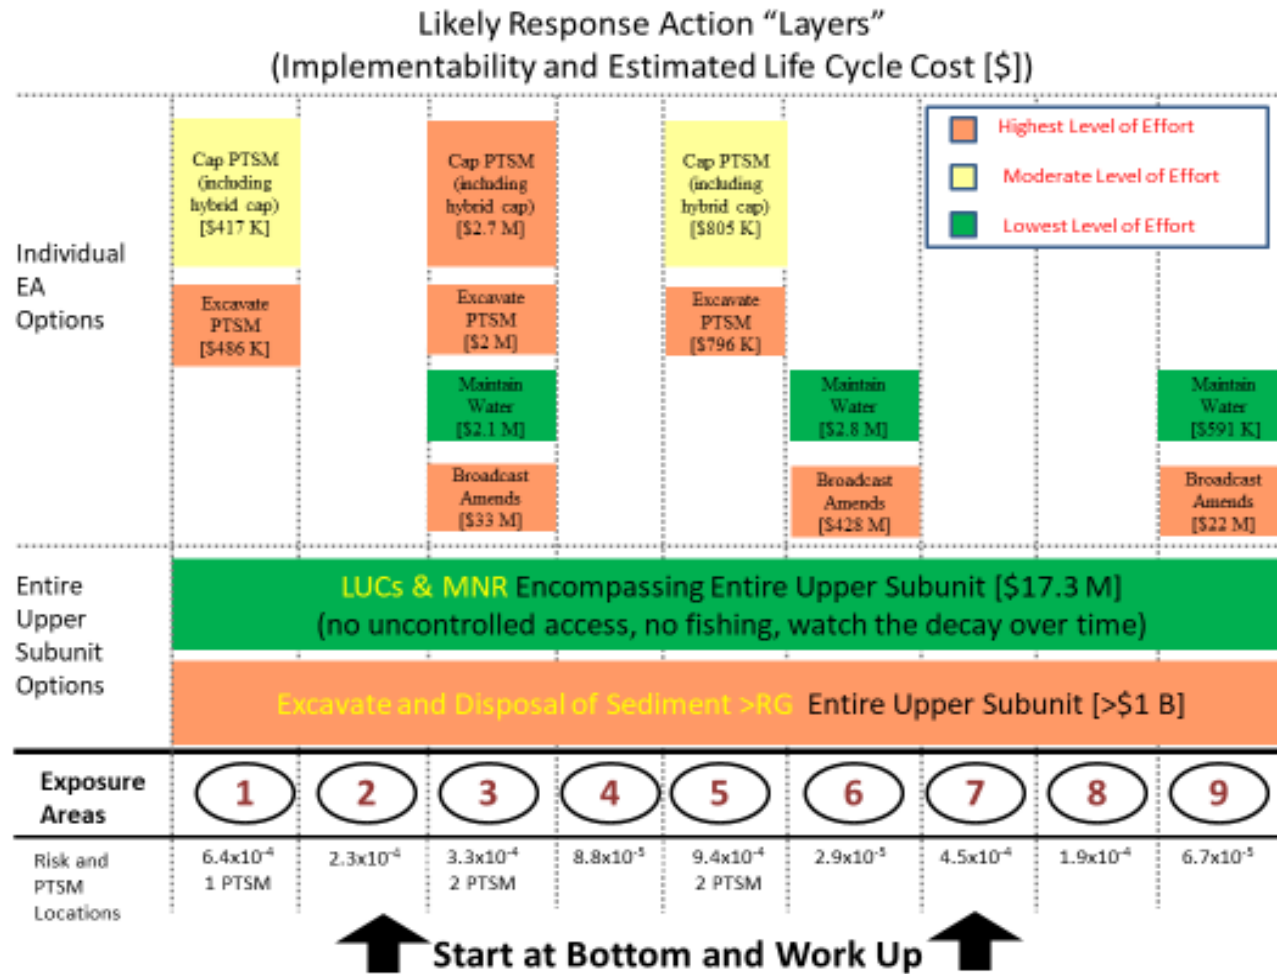 Likely Response Action “Layers”
(Implementability and Estimated Life Cycle Cost [$])
Highest Level of Effort
Moderate Level of Effort
Lowest Level of Effort
Individual
EA
Options
Cap PTSM
(including
hybrid cap)
[$417 K]
Cap PTSM
(including
hybrid cap)
[$2.7 M]
Cap PTSM
(including
hybrid cap)
[$805 K]
Excavate
PTSM
[$486 K]
Excavate
PTSM
[$2 M]
Excavate
PTSM
[$796 K]
Maintain
Water
[$2.1 M]
Maintain
Water
[$2.8 M]
Maintain
Water
[$591 K]
Broadcast
Amends
[$33 M]
Broadcast
Amends
[$428 M]
Broadcast
Amends
[$22 M]
Entire
Upper
Subunit
Options
LUCs & MNR Encompassing Entire Upper Subunit [$17.3 M]
(no uncontrolled access, no fishing, watch the decay over time)
Excavate and Disposal of Sediment >RG Entire Upper Subunit [>$1 B]
Exposure
Areas
1 2 3 4 5 6 7 8 9
Risk and
PTSM
Locations
6.4x10⁻⁴
1 PTSM
2.3x10⁻⁴
3.3x10⁻⁴
2 PTSM
8.8x10⁻⁵
9.4x10⁻⁴
2 PTSM
2.9x10⁻⁵
4.5x10⁻⁴
1.9x10⁻⁴
6.7x10⁻⁵
Start at Bottom and Work Up